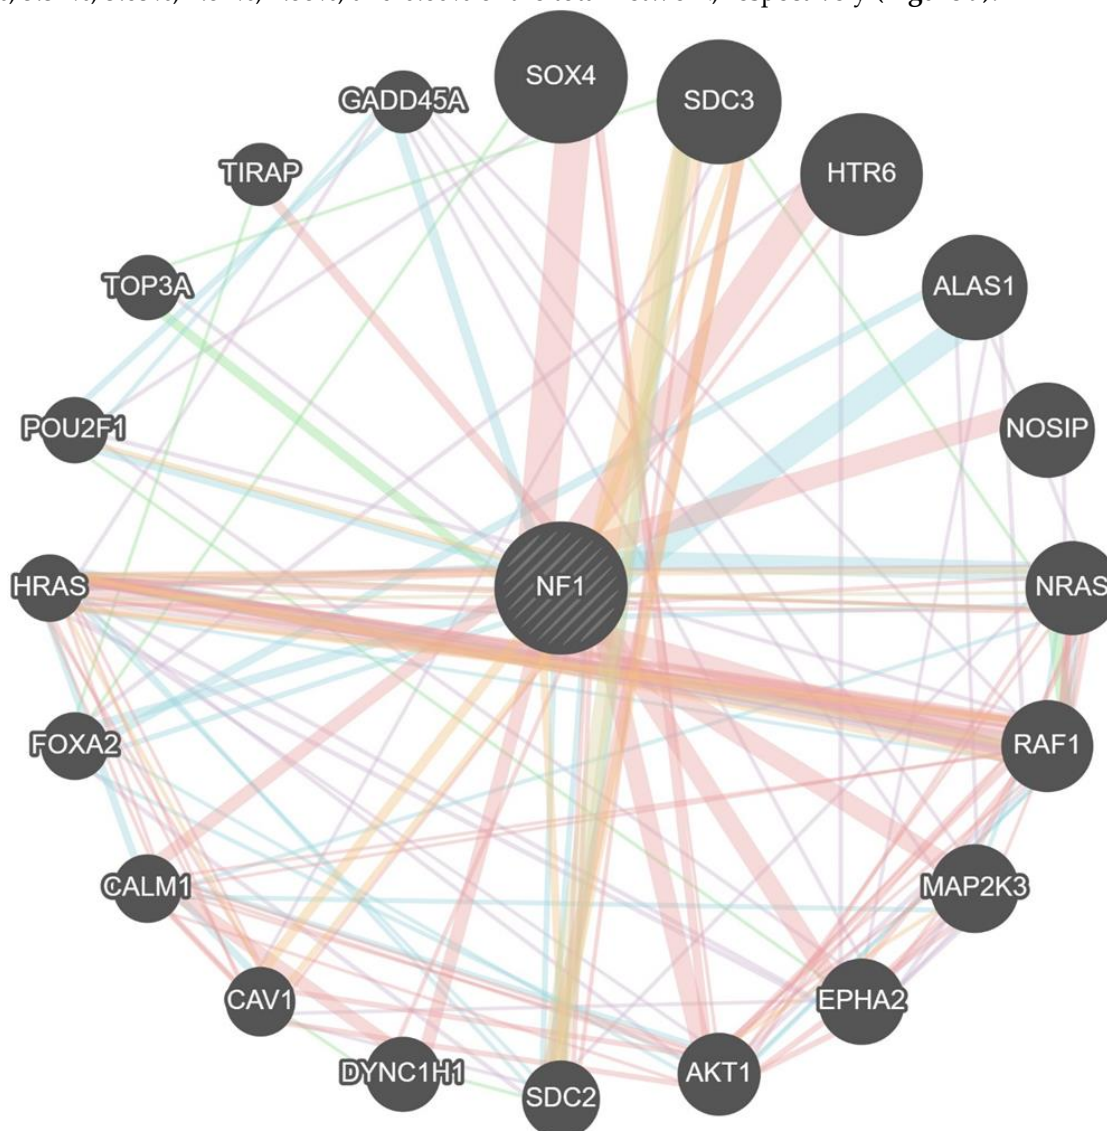 SOX4
SDC3
GADD45A
HTR6
TIRAP
TOP3A
ALAS1
POU2F1
NOSIP
HRAS
NF1
NRAS
FOXA2
RAF1
CALM1
MAP2K3
CAV1
EPHA2
DYNC1H1
AKT1
SDC2